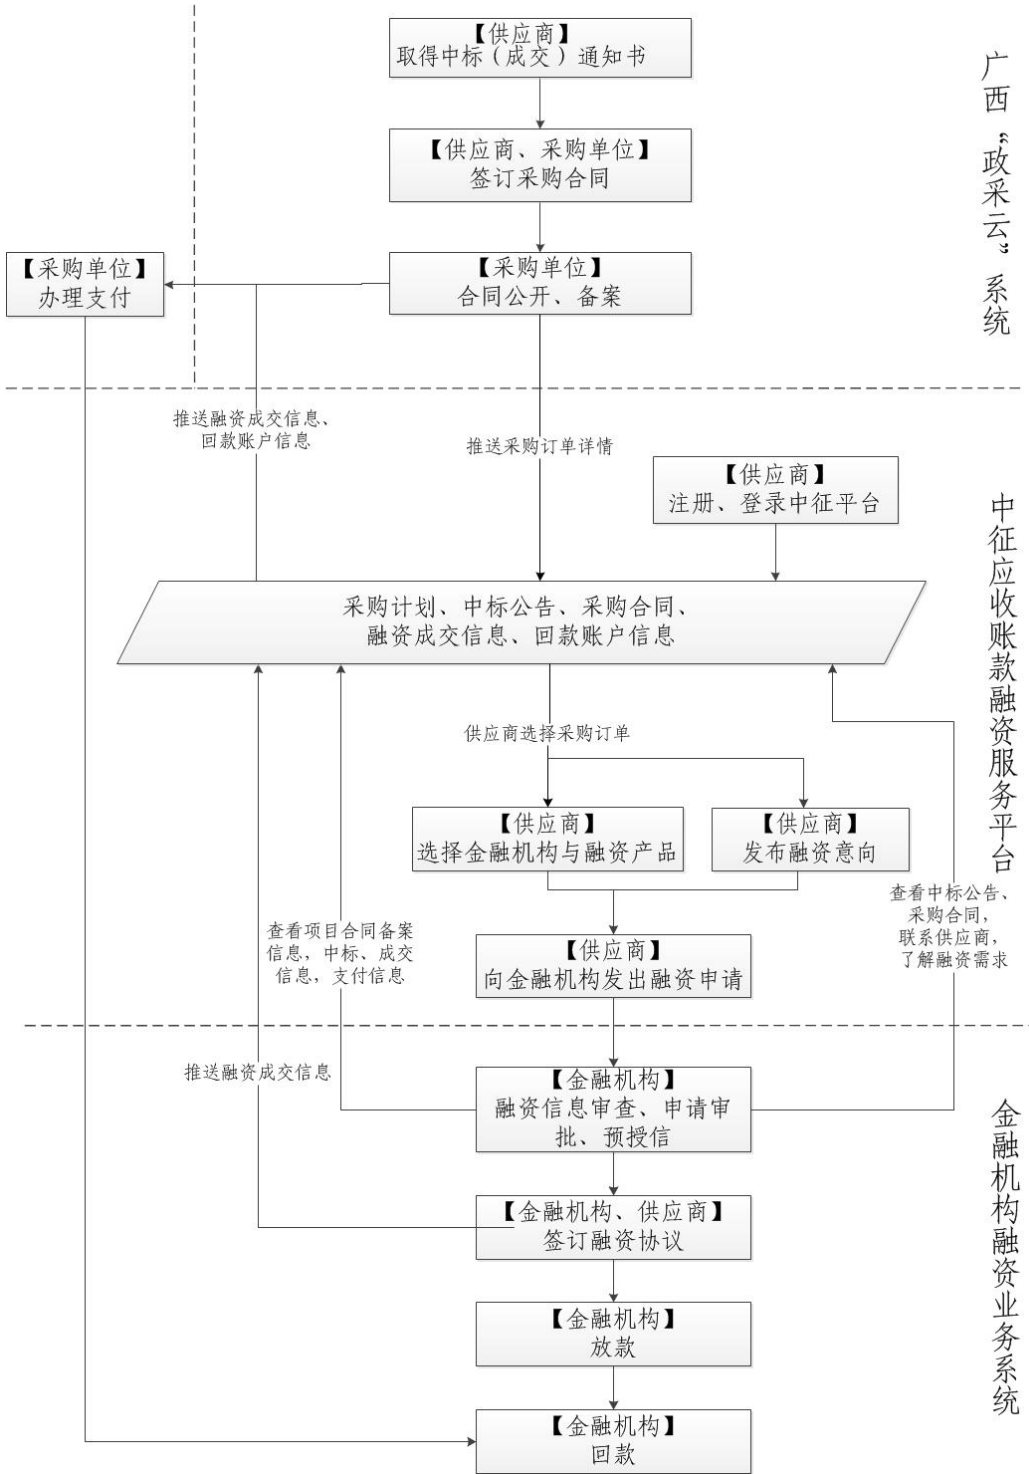 【供应商】
取得中标（成交）通知书
【供应商、采购单位】
签订采购合同
【采购单位】
合同公开、备案
【采购单位】
办理支付
广西“政采云”系统
推送融资成交信息、
回款账户信息
推送采购订单详情
【供应商】
注册、登录中征平台
采购计划、中标公告、采购合同、
融资成交信息、回款账户信息
供应商选择采购订单
【供应商】
选择金融机构与融资产品
【供应商】
发布融资意向
中征应收账款融资服务平台
查看中标公告、
采购合同，
联系供应商，
了解融资需求
查看项目合同备案
信息，中标、成交
信息，支付信息
【供应商】
向金融机构发出融资申请
推送融资成交信息
【金融机构】
融资信息审查、申请审
批、预授信
【金融机构、供应商】
签订融资协议
【金融机构】
放款
【金融机构】
回款
金融机构融资业务系统